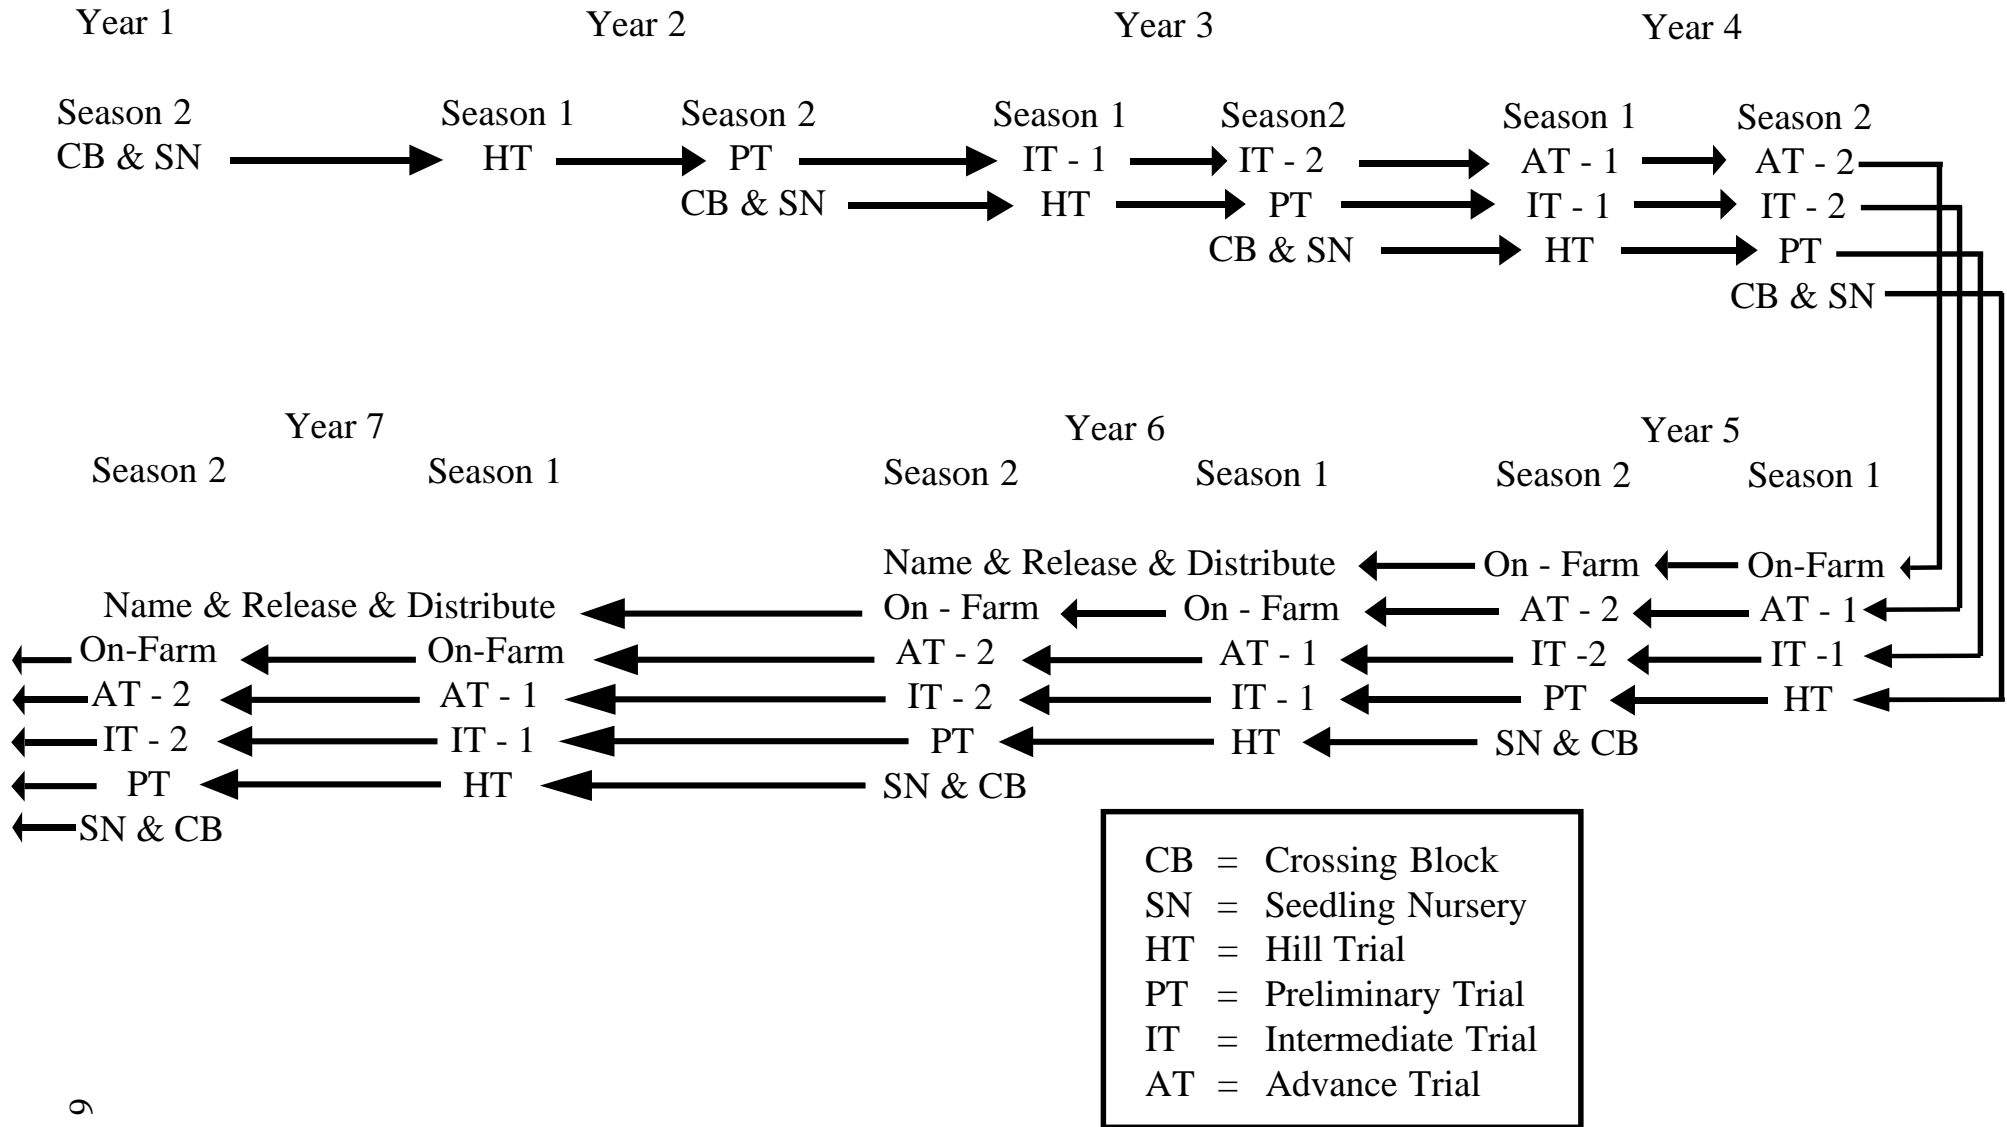 Year 1 Year 2 Year 3 Year 4
Season 2 Season 1 Season 2 Season 1 Season2 Season 1 Season 2
CB & SN HT PT IT - 1 IT - 2 AT - 1 AT - 2
CB & SN HT PT IT - 1 IT - 2
CB & SN HT PT
CB & SN
Year 7 Year 6 Year 5
Season 2 Season 1 Season 2 Season 1 Season 2 Season 1
Name & Release & Distribute On - Farm On-Farm
Name & Release & Distribute On - Farm On - Farm AT - 2 AT - 1
On-Farm On-Farm AT - 2 AT - 1 IT -2 IT -1
AT - 2 AT - 1 IT - 2 IT - 1 PT HT
IT - 2 IT - 1 PT HT SN & CB
PT HT SN & CB
SN & CB
CB = Crossing Block
SN = Seedling Nursery
HT = Hill Trial
PT = Preliminary Trial
IT = Intermediate Trial
AT = Advance Trial
9